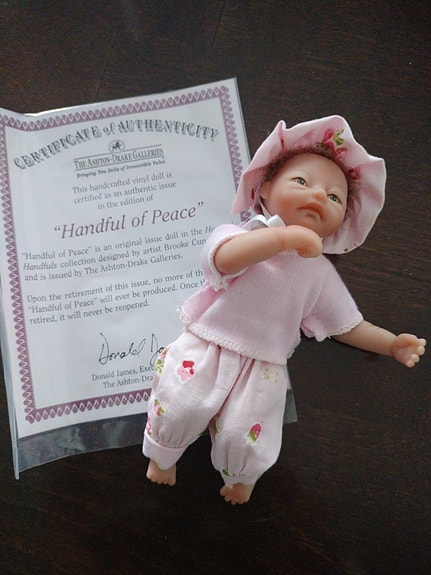 CERTIFICATE of AUTHENTICITY
THE ASHTON-DRAKE GALLERIES
Bringing You Dolls of Irresistible Value
This handcrafted vinyl doll is
certified as an authentic issue
in the edition of
"Handful of Peace"
"Handful of Peace" is an original issue doll in the
Handfuls collection designed by artist Brooke
and is issued by The Ashton-Drake Galleries.
Upon the retirement of this issue, no more of th
"Handful of Peace" will ever be produced. Once th
retired, it will never be reopened.
Donald
Donald James, Exec
The Ashton-Dra